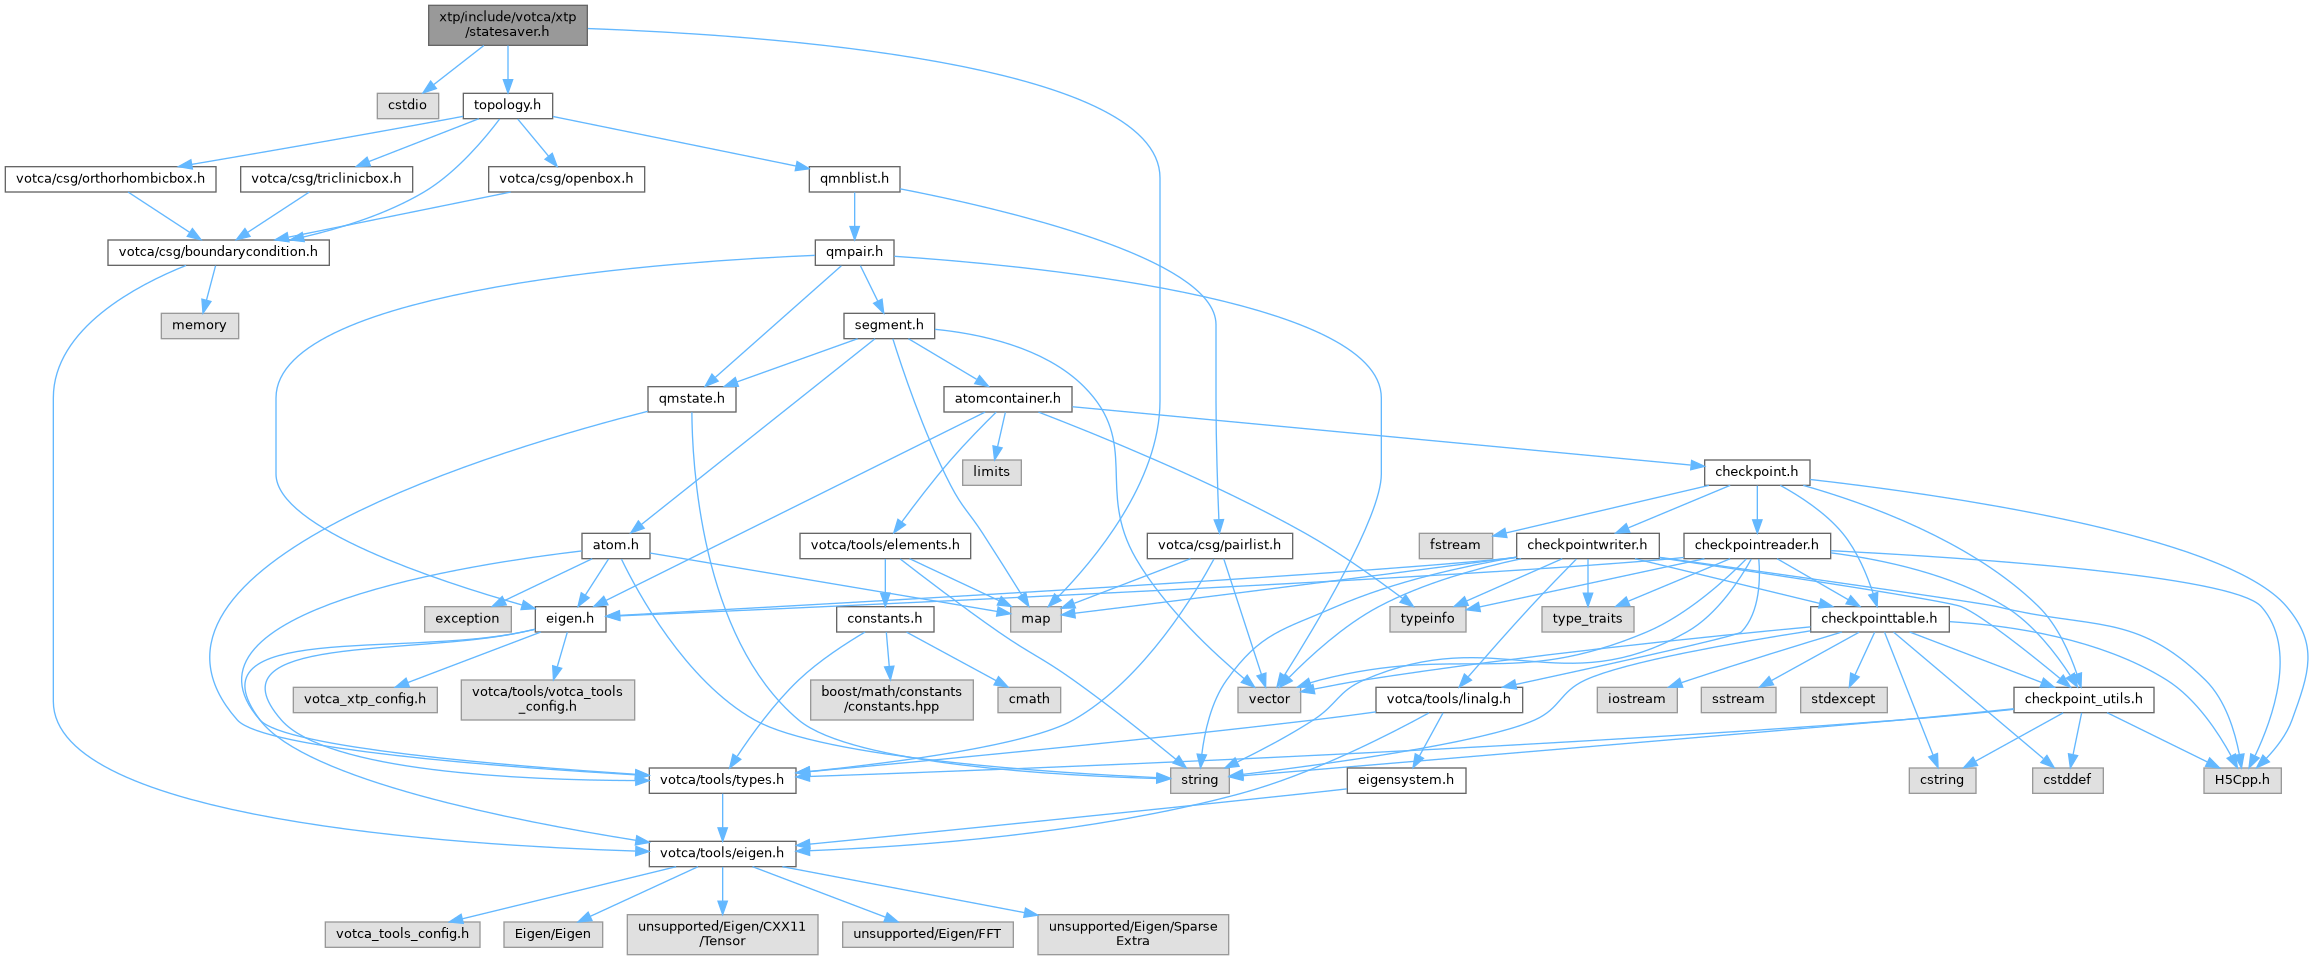 xtp/include/votca/xtp
/statesaver.h
cstdio
topology.h
votca/csg/orthorhombicbox.h
votca/csg/triclinicbox.h
votca/csg/openbox.h
qmnblist.h
votca/csg/boundarycondition.h
qmpair.h
memory
segment.h
qmstate.h
atomcontainer.h
limits
checkpoint.h
atom.h
votca/tools/elements.h
votca/csg/pairlist.h
fstream
checkpointwriter.h
checkpointreader.h
exception
eigen.h
constants.h
map
typeinfo
type_traits
checkpointtable.h
votca_xtp_config.h
votca/tools/votca_tools
_config.h
boost/math/constants
/constants.hpp
cmath
vector
votca/tools/linalg.h
iostream
sstream
stdexcept
checkpoint_utils.h
votca/tools/types.h
string
eigensystem.h
cstring
cstddef
H5Cpp.h
votca/tools/eigen.h
votca_tools_config.h
Eigen/Eigen
unsupported/Eigen/CXX11
/Tensor
unsupported/Eigen/FFT
unsupported/Eigen/Sparse
Extra